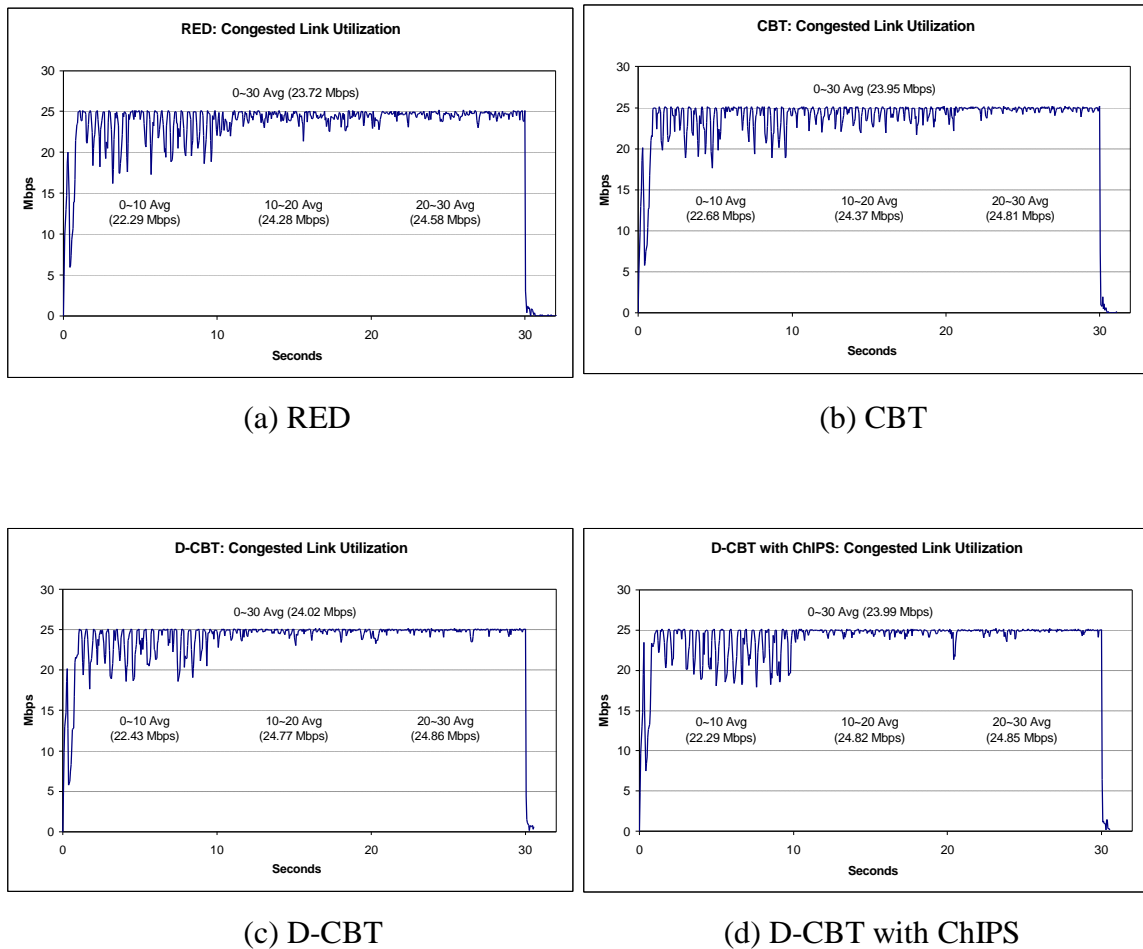 RED: Congested Link Utilization
30
25
20
15
10
5
0
Mbps
0~30 Avg (23.72 Mbps)
0~10 Avg
(22.29 Mbps)
10~20 Avg
(24.28 Mbps)
20~30 Avg
(24.58 Mbps)
0
10
20
30
Seconds
(a) RED
CBT: Congested Link Utilization
30
25
20
15
10
5
0
Mbps
0~30 Avg (23.95 Mbps)
0~10 Avg
(22.68 Mbps)
10~20 Avg
(24.37 Mbps)
20~30 Avg
(24.81 Mbps)
0
10
20
30
Seconds
(b) CBT
D-CBT: Congested Link Utilization
30
25
20
15
10
5
0
Mbps
0~30 Avg (24.02 Mbps)
0~10 Avg
(22.43 Mbps)
10~20 Avg
(24.77 Mbps)
20~30 Avg
(24.86 Mbps)
0
10
20
30
Seconds
(c) D-CBT
D-CBT with ChIPS: Congested Link Utilization
30
25
20
15
10
5
0
Mbps
0~30 Avg (23.99 Mbps)
0~10 Avg
(22.29 Mbps)
10~20 Avg
(24.82 Mbps)
20~30 Avg
(24.85 Mbps)
0
10
20
30
Seconds
(d) D-CBT with ChIPS